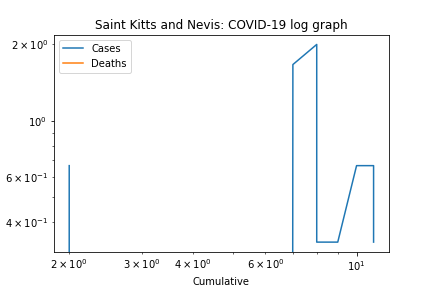 Saint Kitts and Nevis: COVID-19 log graph
Cases
Deaths
2 × 10⁰
10⁰
6 × 10⁻¹
4 × 10⁻¹
2 × 10⁰ 3 × 10⁰ 4 × 10⁰ 6 × 10⁰ 10¹
Cumulative